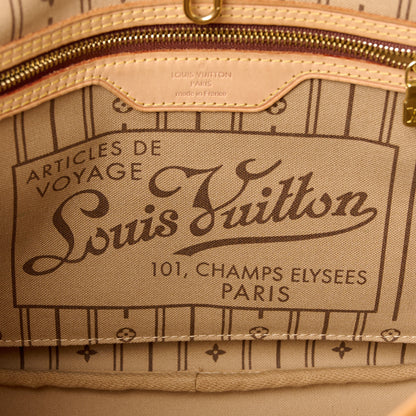 LOUIS VUITTON
PARIS
made in France
ARTICLES DE
VOYAGE
Louis Vuitton
101, CHAMPS ELYSEES
PARIS